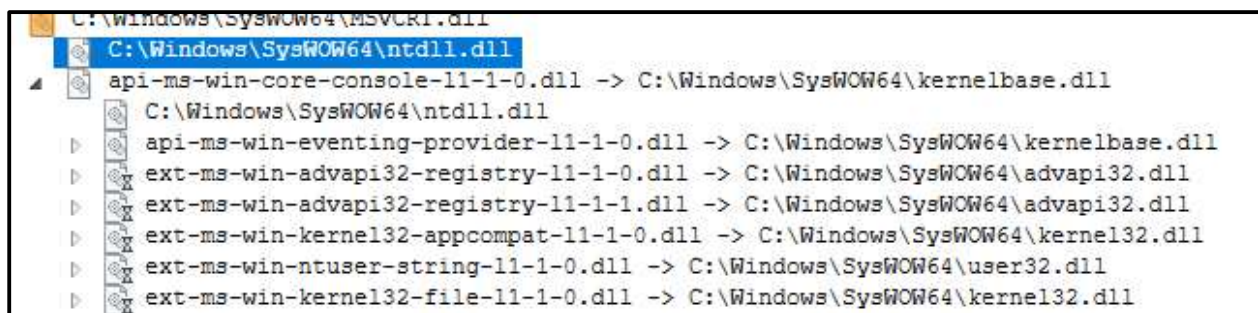 C:\Windows\SysWOW64\MSVCRT.dll
C:\Windows\SysWOW64\ntdll.dll
api-ms-win-core-console-l1-1-0.dll -> C:\Windows\SysWOW64\kernelbase.dll
C:\Windows\SysWOW64\ntdll.dll
api-ms-win-eventing-provider-l1-1-0.dll -> C:\Windows\SysWOW64\kernelbase.dll
ext-ms-win-advapi32-registry-l1-1-0.dll -> C:\Windows\SysWOW64\advapi32.dll
ext-ms-win-advapi32-registry-l1-1-1.dll -> C:\Windows\SysWOW64\advapi32.dll
ext-ms-win-kernel32-appcompat-l1-1-0.dll -> C:\Windows\SysWOW64\kernel32.dll
ext-ms-win-ntuser-string-l1-1-0.dll -> C:\Windows\SysWOW64\user32.dll
ext-ms-win-kernel32-file-l1-1-0.dll -> C:\Windows\SysWOW64\kernel32.dll